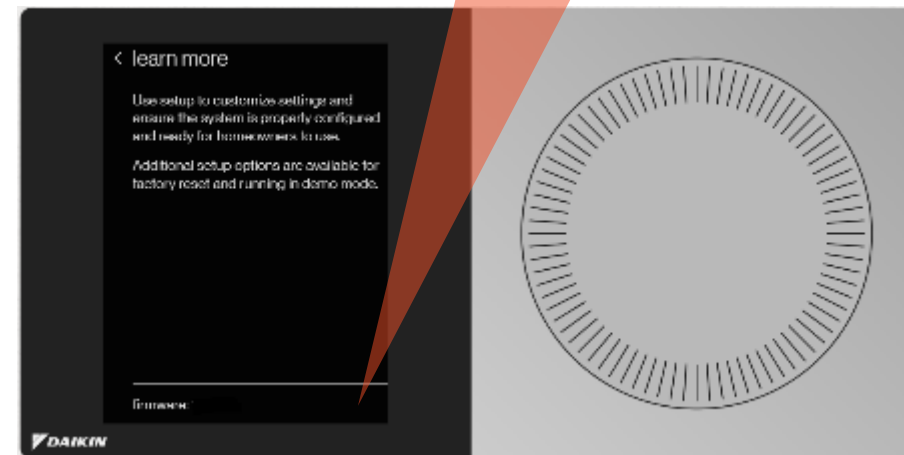 < learn more
Use setup to customize settings and
ensure the system is properly configured
and ready for homeowners to use.
Additional setup options are available for
factory reset and running in demo mode.
firmware:
DAIKIN